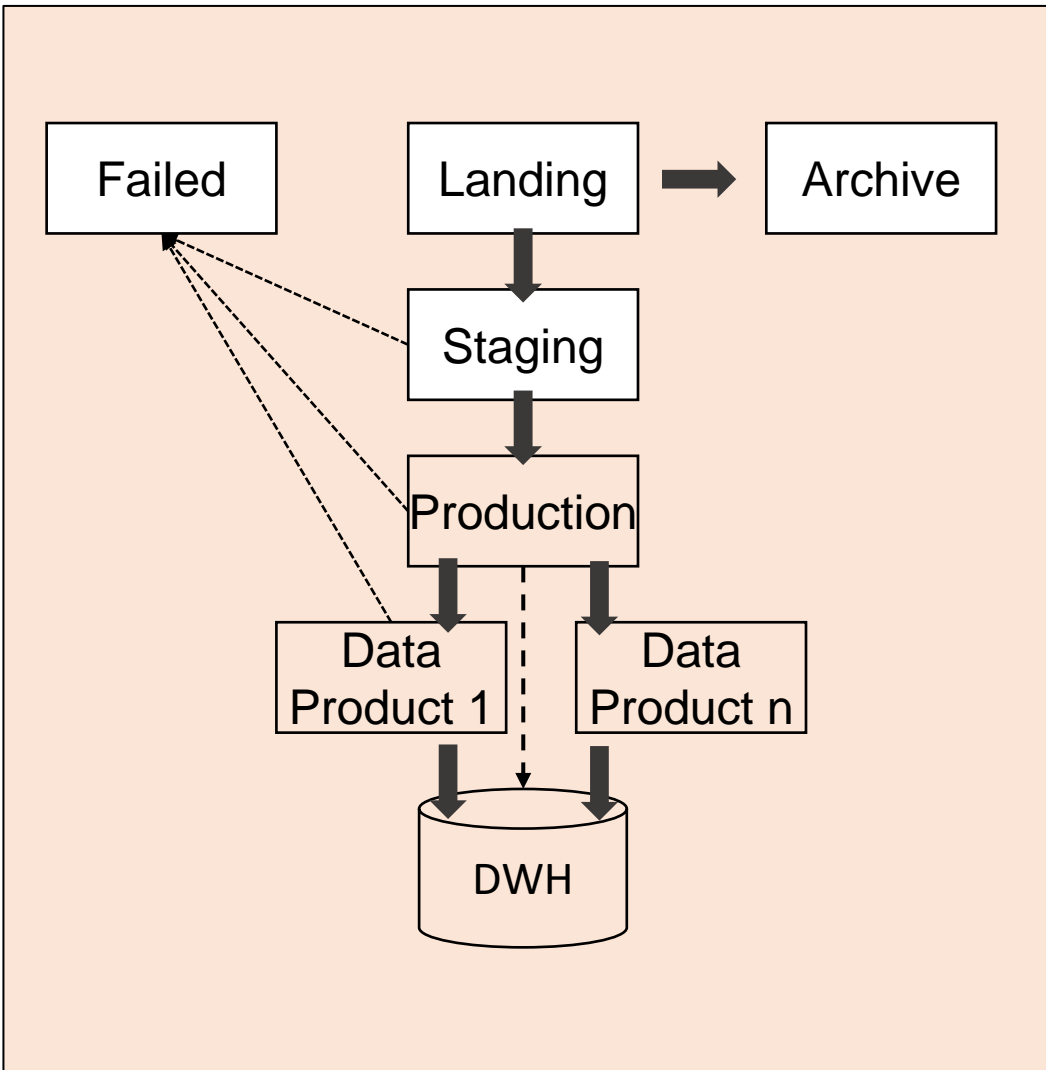 Failed
Landing
Archive
Staging
Production
Data
Product 1
Data
Product n
DWH